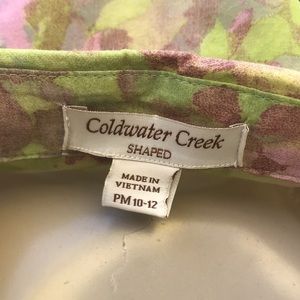 Coldwater Creek
SHAPED
MADE IN
VIETNAM
PM 10-12